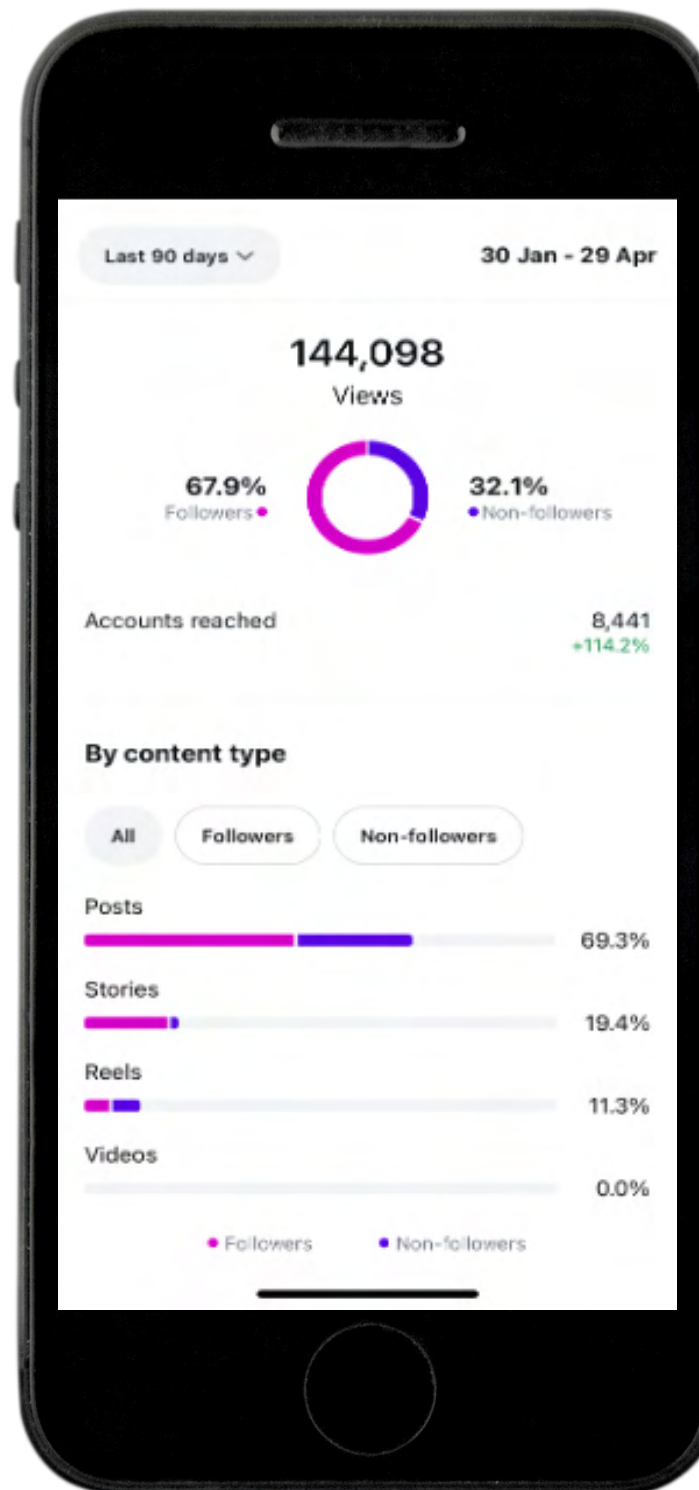 Last 90 days
30 Jan - 29 Apr
144,098
Views
67.9%
Followers
32.1%
Non-followers
Accounts reached
8,441
+114.2%
By content type
All
Followers
Non-followers
Posts
69.3%
Stories
19.4%
Reels
11.3%
Videos
0.0%
Followers
Non-followers